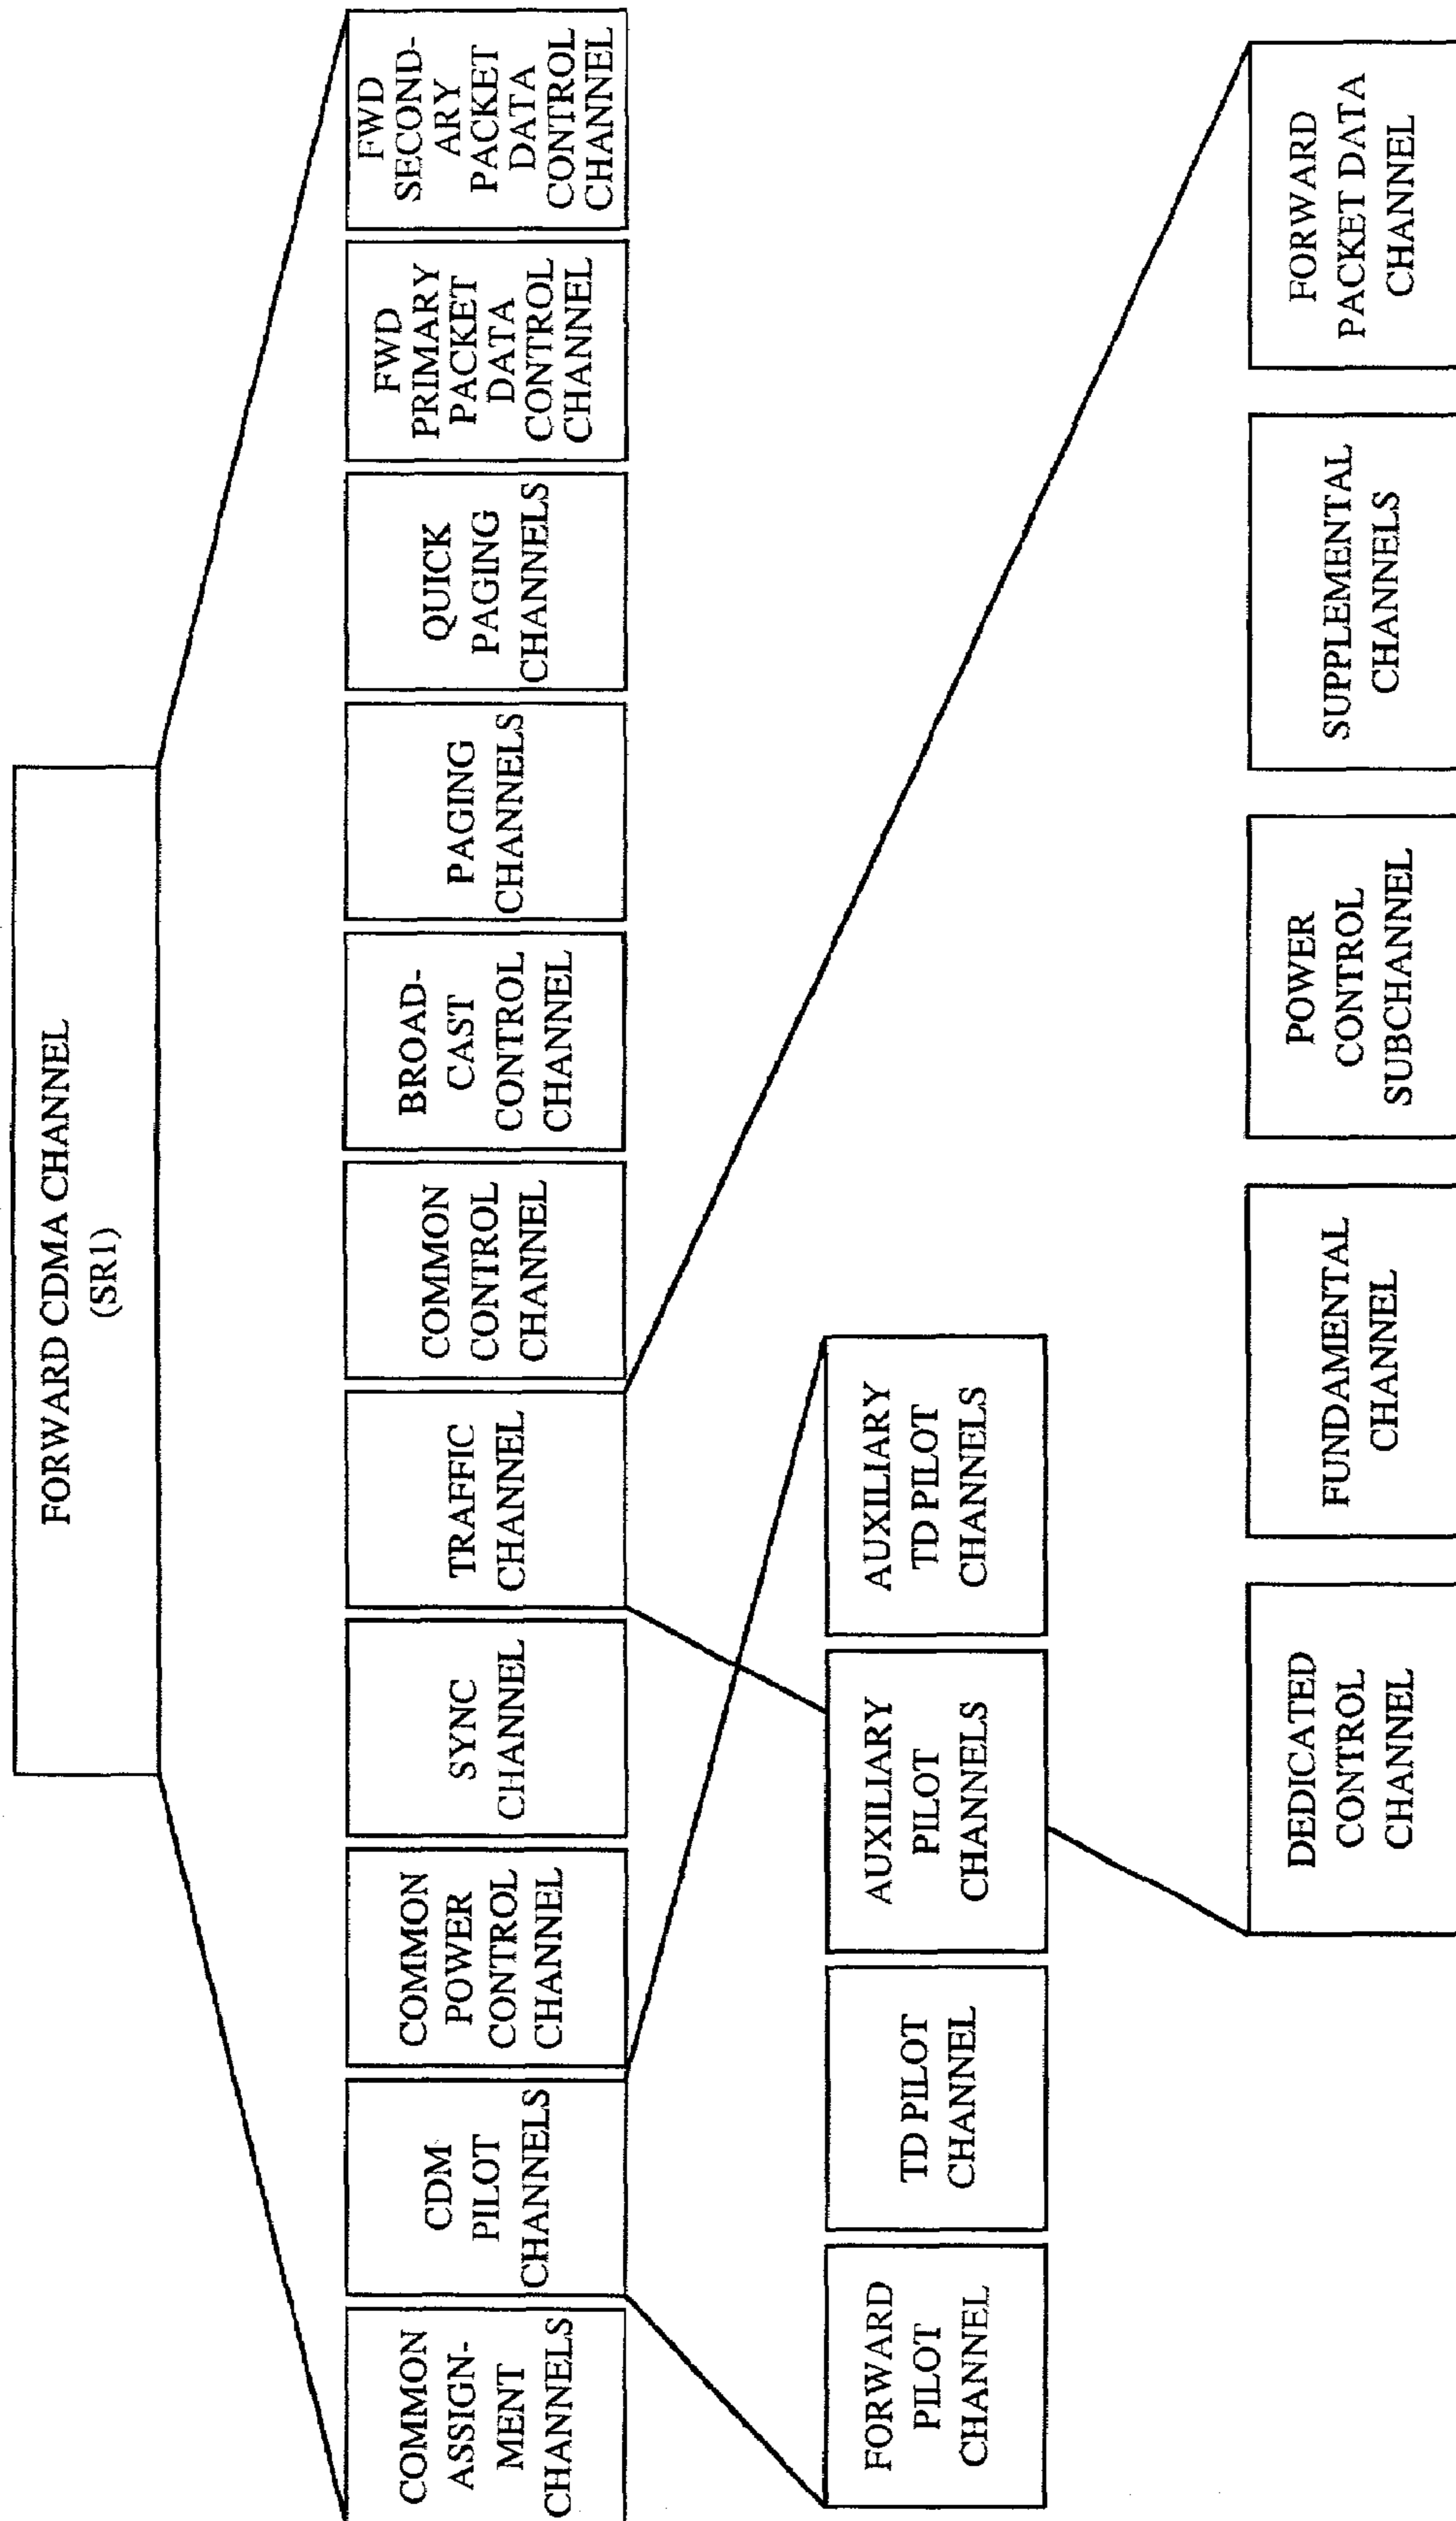 FORWARD CDMA CHANNEL
(SR1)
COMMON
ASSIGN-
MENT
CHANNELS
CDM
PILOT
CHANNELS
COMMON
POWER
CONTROL
CHANNEL
SYNC
CHANNEL
TRAFFIC
CHANNEL
COMMON
CONTROL
CHANNEL
BROAD-
CAST
CONTROL
CHANNEL
PAGING
CHANNELS
QUICK
PAGING
CHANNELS
FWD
PRIMARY
PACKET
DATA
CONTROL
CHANNEL
FWD
SECOND-
ARY
PACKET
DATA
CONTROL
CHANNEL
FORWARD
PILOT
CHANNEL
TD PILOT
CHANNEL
AUXILIARY
PILOT
CHANNELS
AUXILIARY
TD PILOT
CHANNELS
DEDICATED
CONTROL
CHANNEL
FUNDAMENTAL
CHANNEL
POWER
CONTROL
SUBCHANNEL
SUPPLEMENTAL
CHANNELS
FORWARD
PACKET DATA
CHANNEL